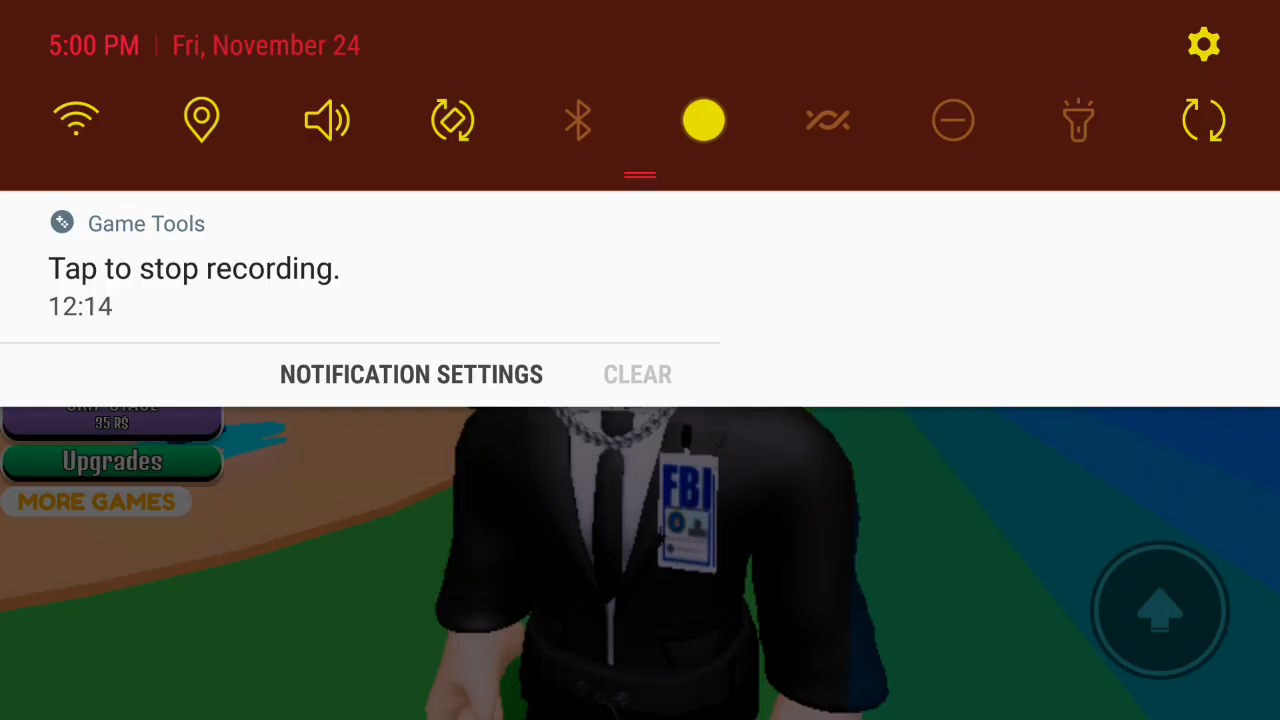 5:00 PM | Fri, November 24
Game Tools
Tap to stop recording.
12:14
NOTIFICATION SETTINGS CLEAR
35 R$
Upgrades
MORE GAMES
FBI